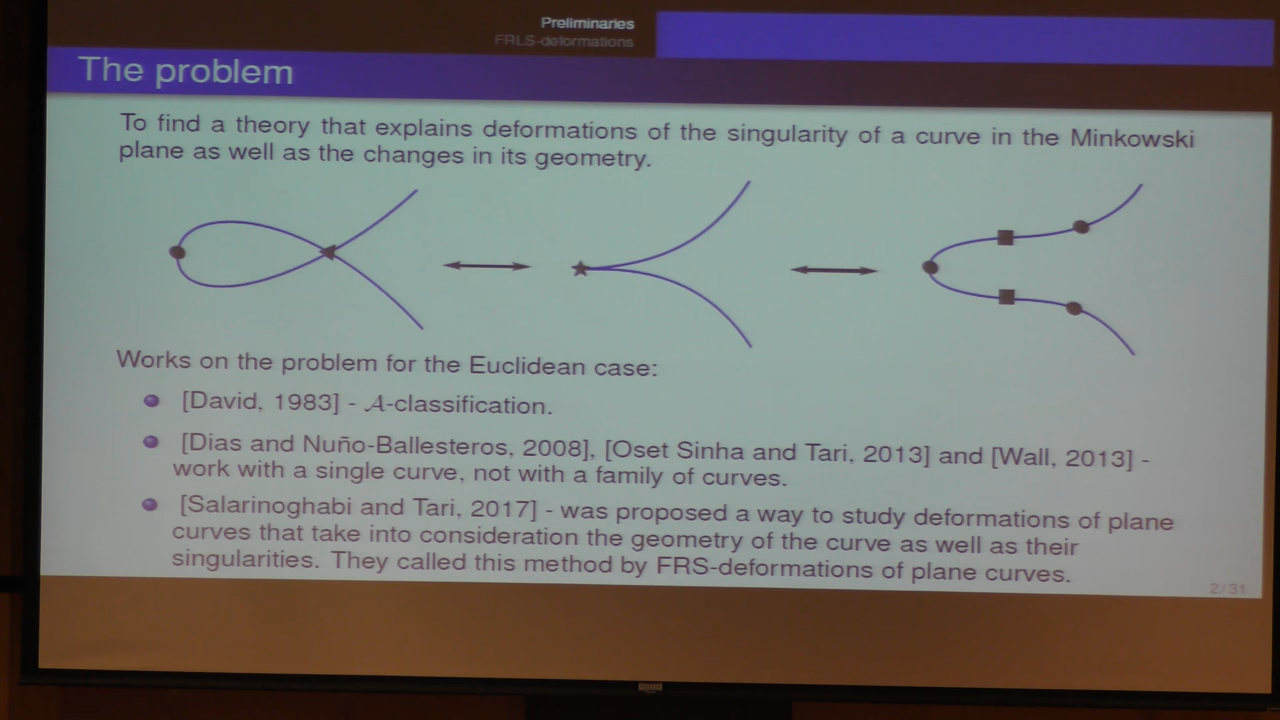 Preliminaries
FRLS-deformations
The problem
To find a theory that explains deformations of the singularity of a curve in the Minkowski
plane as well as the changes in its geometry.
Works on the problem for the Euclidean case:
[David, 1983] - 𝒜-classification.
[Dias and Nuño-Ballesteros, 2008], [Oset Sinha and Tari, 2013] and [Wall, 2013] -
work with a single curve, not with a family of curves.
[Salarinoghabi and Tari, 2017] - was proposed a way to study deformations of plane
curves that take into consideration the geometry of the curve as well as their
singularities. They called this method by FRS-deformations of plane curves.
2/31